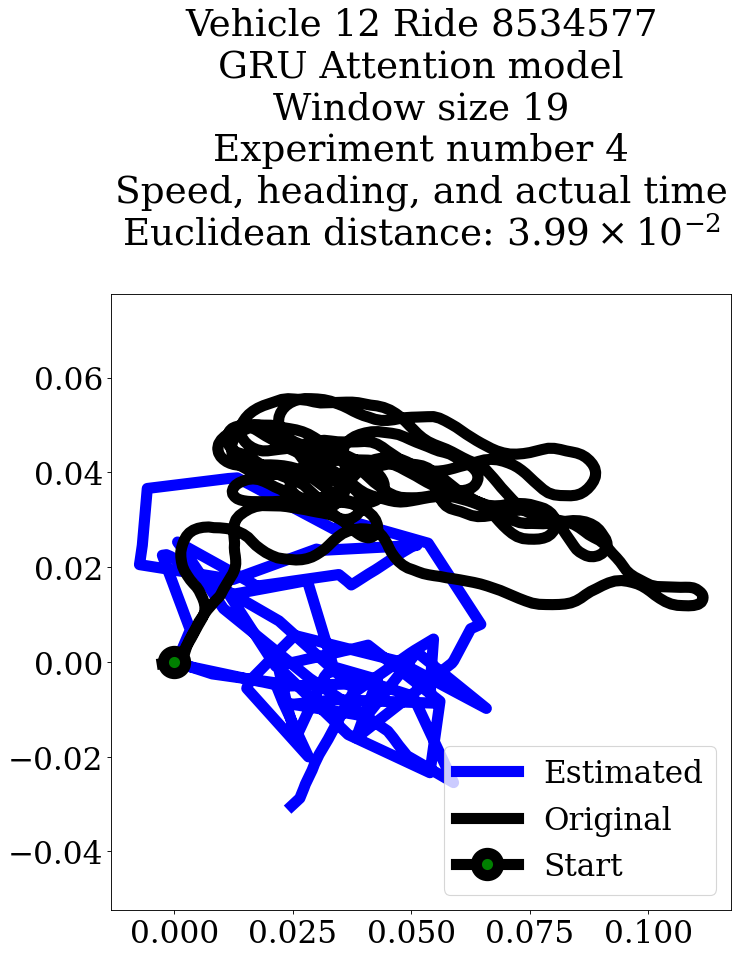 Vehicle 12 Ride 8534577
GRU Attention model
Window size 19
Experiment number 4
Speed, heading, and actual time
Euclidean distance: 3.99 × 10⁻²
0.06
0.04
0.02
0.00
−0.02
−0.04
Estimated
Original
Start
0.000 0.025 0.050 0.075 0.100